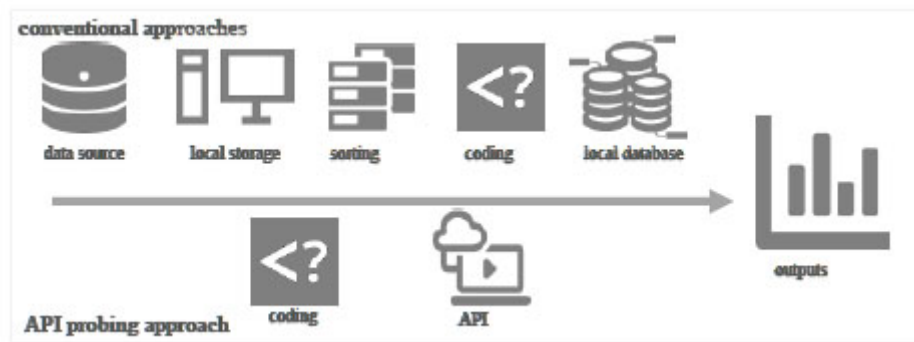 conventional approaches
<?
data source
local storage
sorting
coding
local database
<?
outputs
coding
API
API probing approach